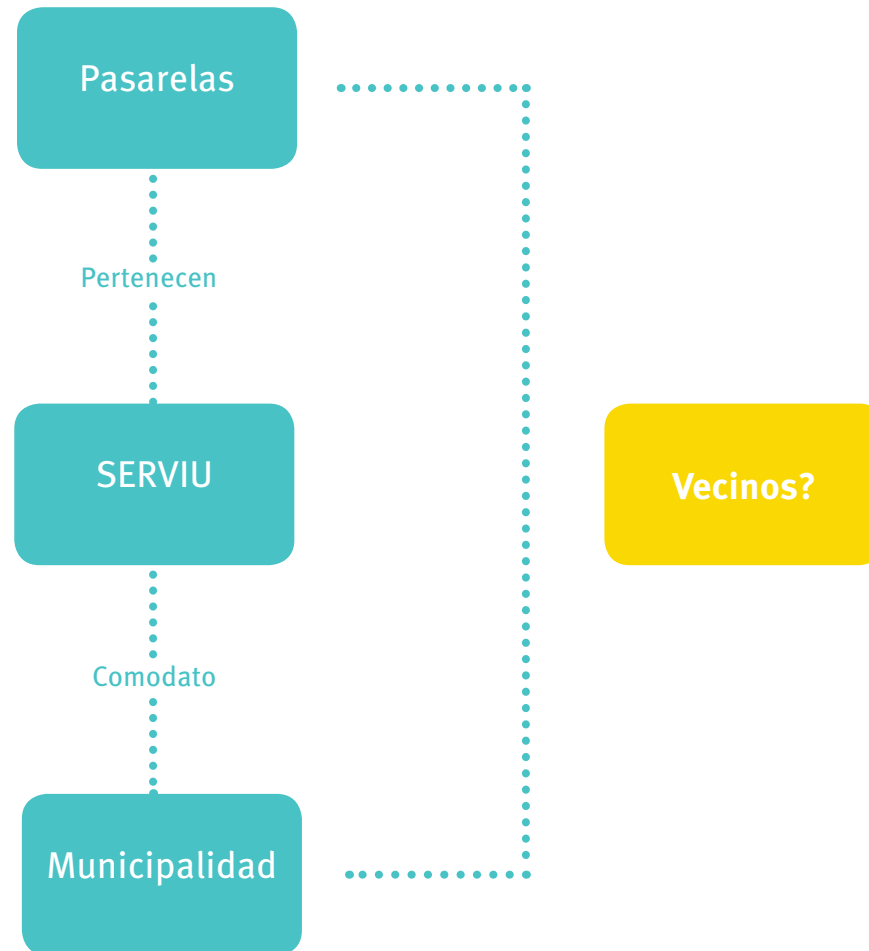 Pasarelas
Pertenecen
SERVIU
Vecinos?
Comodato
Municipalidad